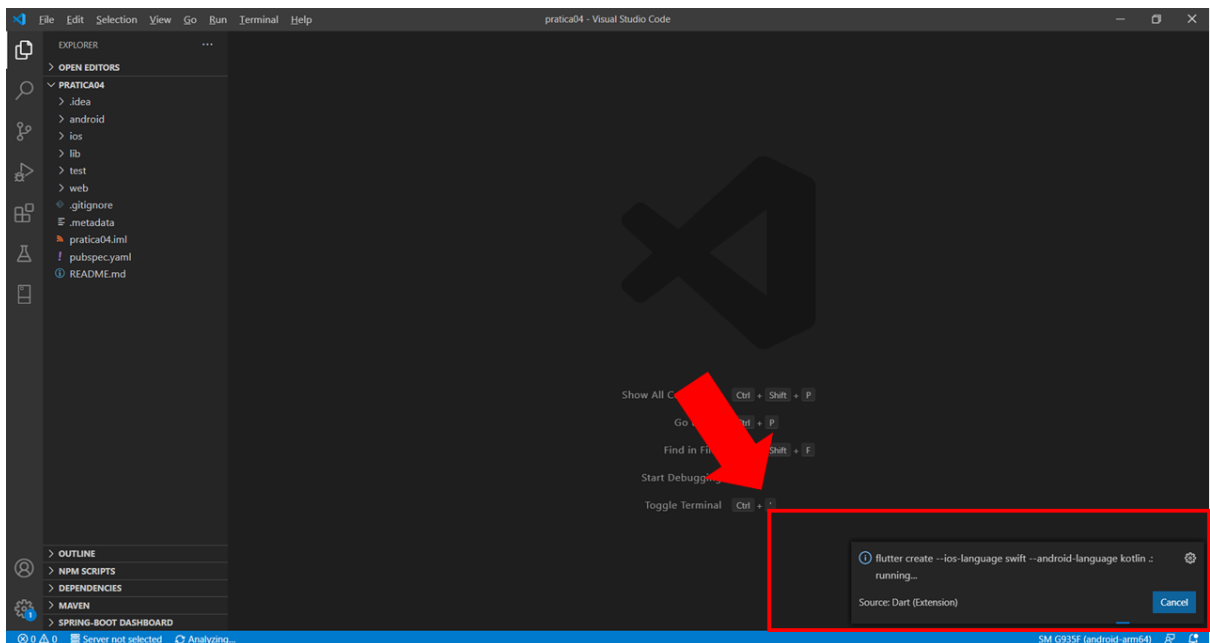 File Edit Selection View Go Run Terminal Help
pratica04 - Visual Studio Code
EXPLORER
OPEN EDITORS
PRATICA04
.idea
android
ios
lib
test
web
.gitignore
.metadata
pratica04.iml
pubspec.yaml
README.md
Show All Ctrl + Shift + P
Go + P
Find in Shift + F
Start Debugging
Toggle Terminal Ctrl + `
OUTLINE
NPM SCRIPTS
DEPENDENCIES
MAVEN
SPRING-BOOT DASHBOARD
flutter create --ios-language swift --android-language kotlin .:
running...
Source: Dart (Extension)
Cancel
1
0 0 Server not selected Analyzing... SM G935F (android-arm64)